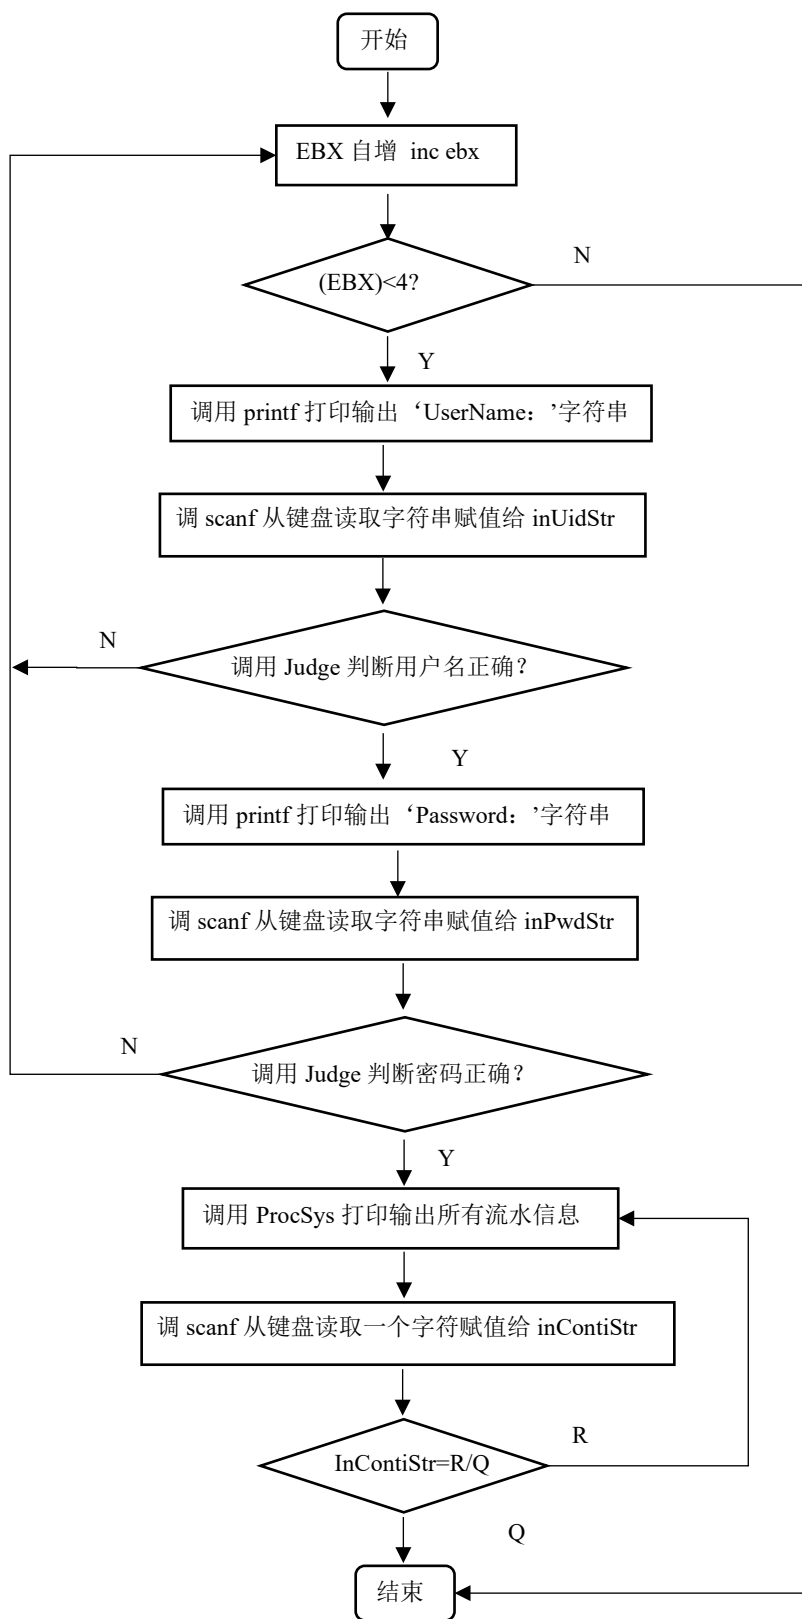 开始
EBX 自增 inc ebx
N
(EBX)<4?
Y
调用 printf 打印输出‘UserName：’字符串
调 scanf 从键盘读取字符串赋值给 inUidStr
N
调用 Judge 判断用户名正确？
Y
调用 printf 打印输出‘Password：’字符串
调 scanf 从键盘读取字符串赋值给 inPwdStr
N
调用 Judge 判断密码正确？
Y
调用 ProcSys 打印输出所有流水信息
调 scanf 从键盘读取一个字符赋值给 inContiStr
R
InContiStr=R/Q
Q
结束